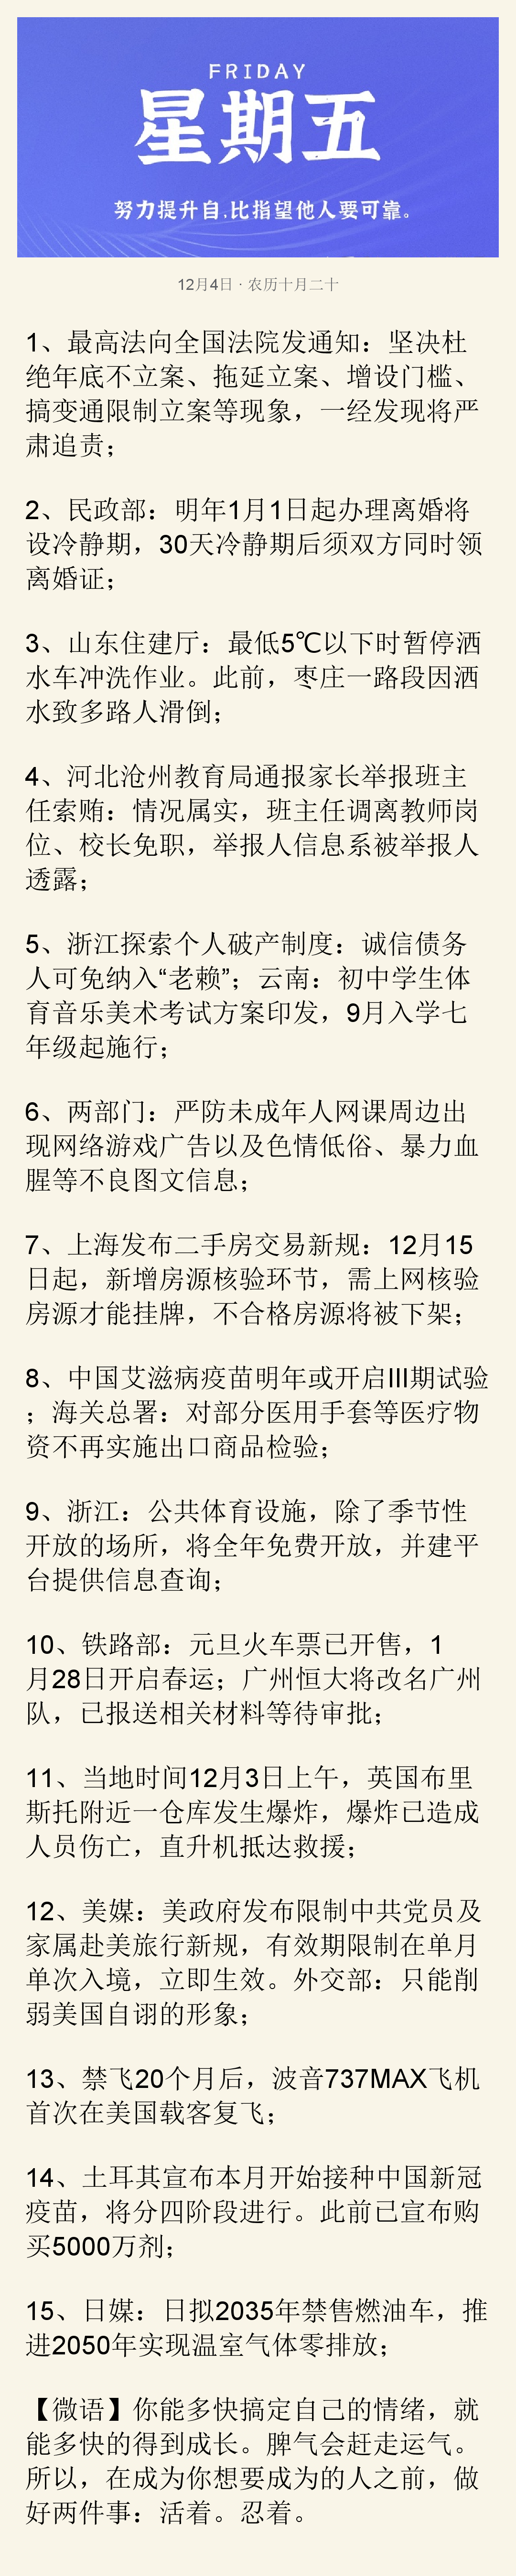 FRIDAY
星期五
努力提升自,比指望他人要可靠。
12月4日 · 农历十月二十
1、最高法向全国法院发通知：坚决杜
绝年底不立案、拖延立案、增设门槛、
搞变通限制立案等现象，一经发现将严
肃追责；
2、民政部：明年1月1日起办理离婚将
设冷静期，30天冷静期后须双方同时领
离婚证；
3、山东住建厅：最低5℃以下时暂停洒
水车冲洗作业。此前，枣庄一路段因洒
水致多路人滑倒；
4、河北沧州教育局通报家长举报班主
任索贿：情况属实，班主任调离教师岗
位、校长免职，举报人信息系被举报人
透露；
5、浙江探索个人破产制度：诚信债务
人可免纳入“老赖”；云南：初中学生体
育音乐美术考试方案印发，9月入学七
年级起施行；
6、两部门：严防未成年人网课周边出
现网络游戏广告以及色情低俗、暴力血
腥等不良图文信息；
7、上海发布二手房交易新规：12月15
日起，新增房源核验环节，需上网核验
房源才能挂牌，不合格房源将被下架；
8、中国艾滋病疫苗明年或开启III期试验
；海关总署：对部分医用手套等医疗物
资不再实施出口商品检验；
9、浙江：公共体育设施，除了季节性
开放的场所，将全年免费开放，并建平
台提供信息查询；
10、铁路部：元旦火车票已开售，1
月28日开启春运；广州恒大将改名广州
队，已报送相关材料等待审批；
11、当地时间12月3日上午，英国布里
斯托附近一仓库发生爆炸，爆炸已造成
人员伤亡，直升机抵达救援；
12、美媒：美政府发布限制中共党员及
家属赴美旅行新规，有效期限制在单月
单次入境，立即生效。外交部：只能削
弱美国自诩的形象；
13、禁飞20个月后，波音737MAX飞机
首次在美国载客复飞；
14、土耳其宣布本月开始接种中国新冠
疫苗，将分四阶段进行。此前已宣布购
买5000万剂；
15、日媒：日拟2035年禁售燃油车，推
进2050年实现温室气体零排放；
【微语】你能多快搞定自己的情绪，就
能多快的得到成长。脾气会赶走运气。
所以，在成为你想要成为的人之前，做
好两件事：活着。忍着。